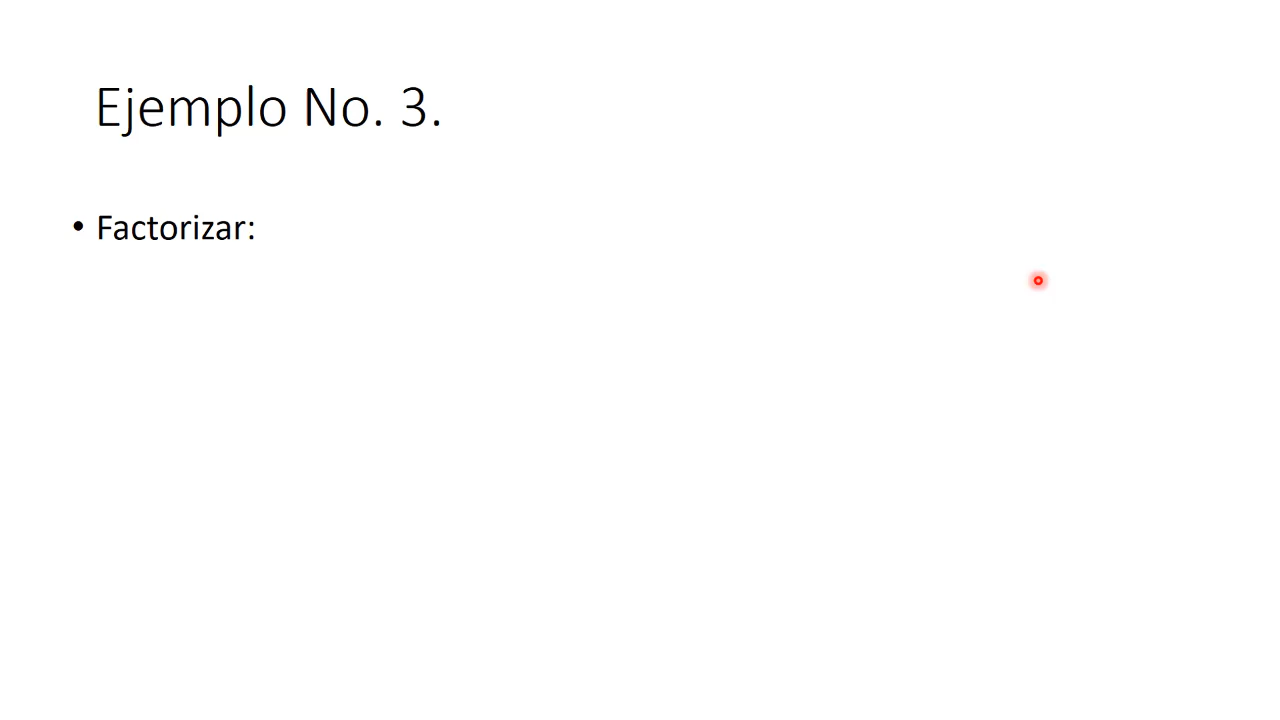 Ejemplo No. 3.
• Factorizar: